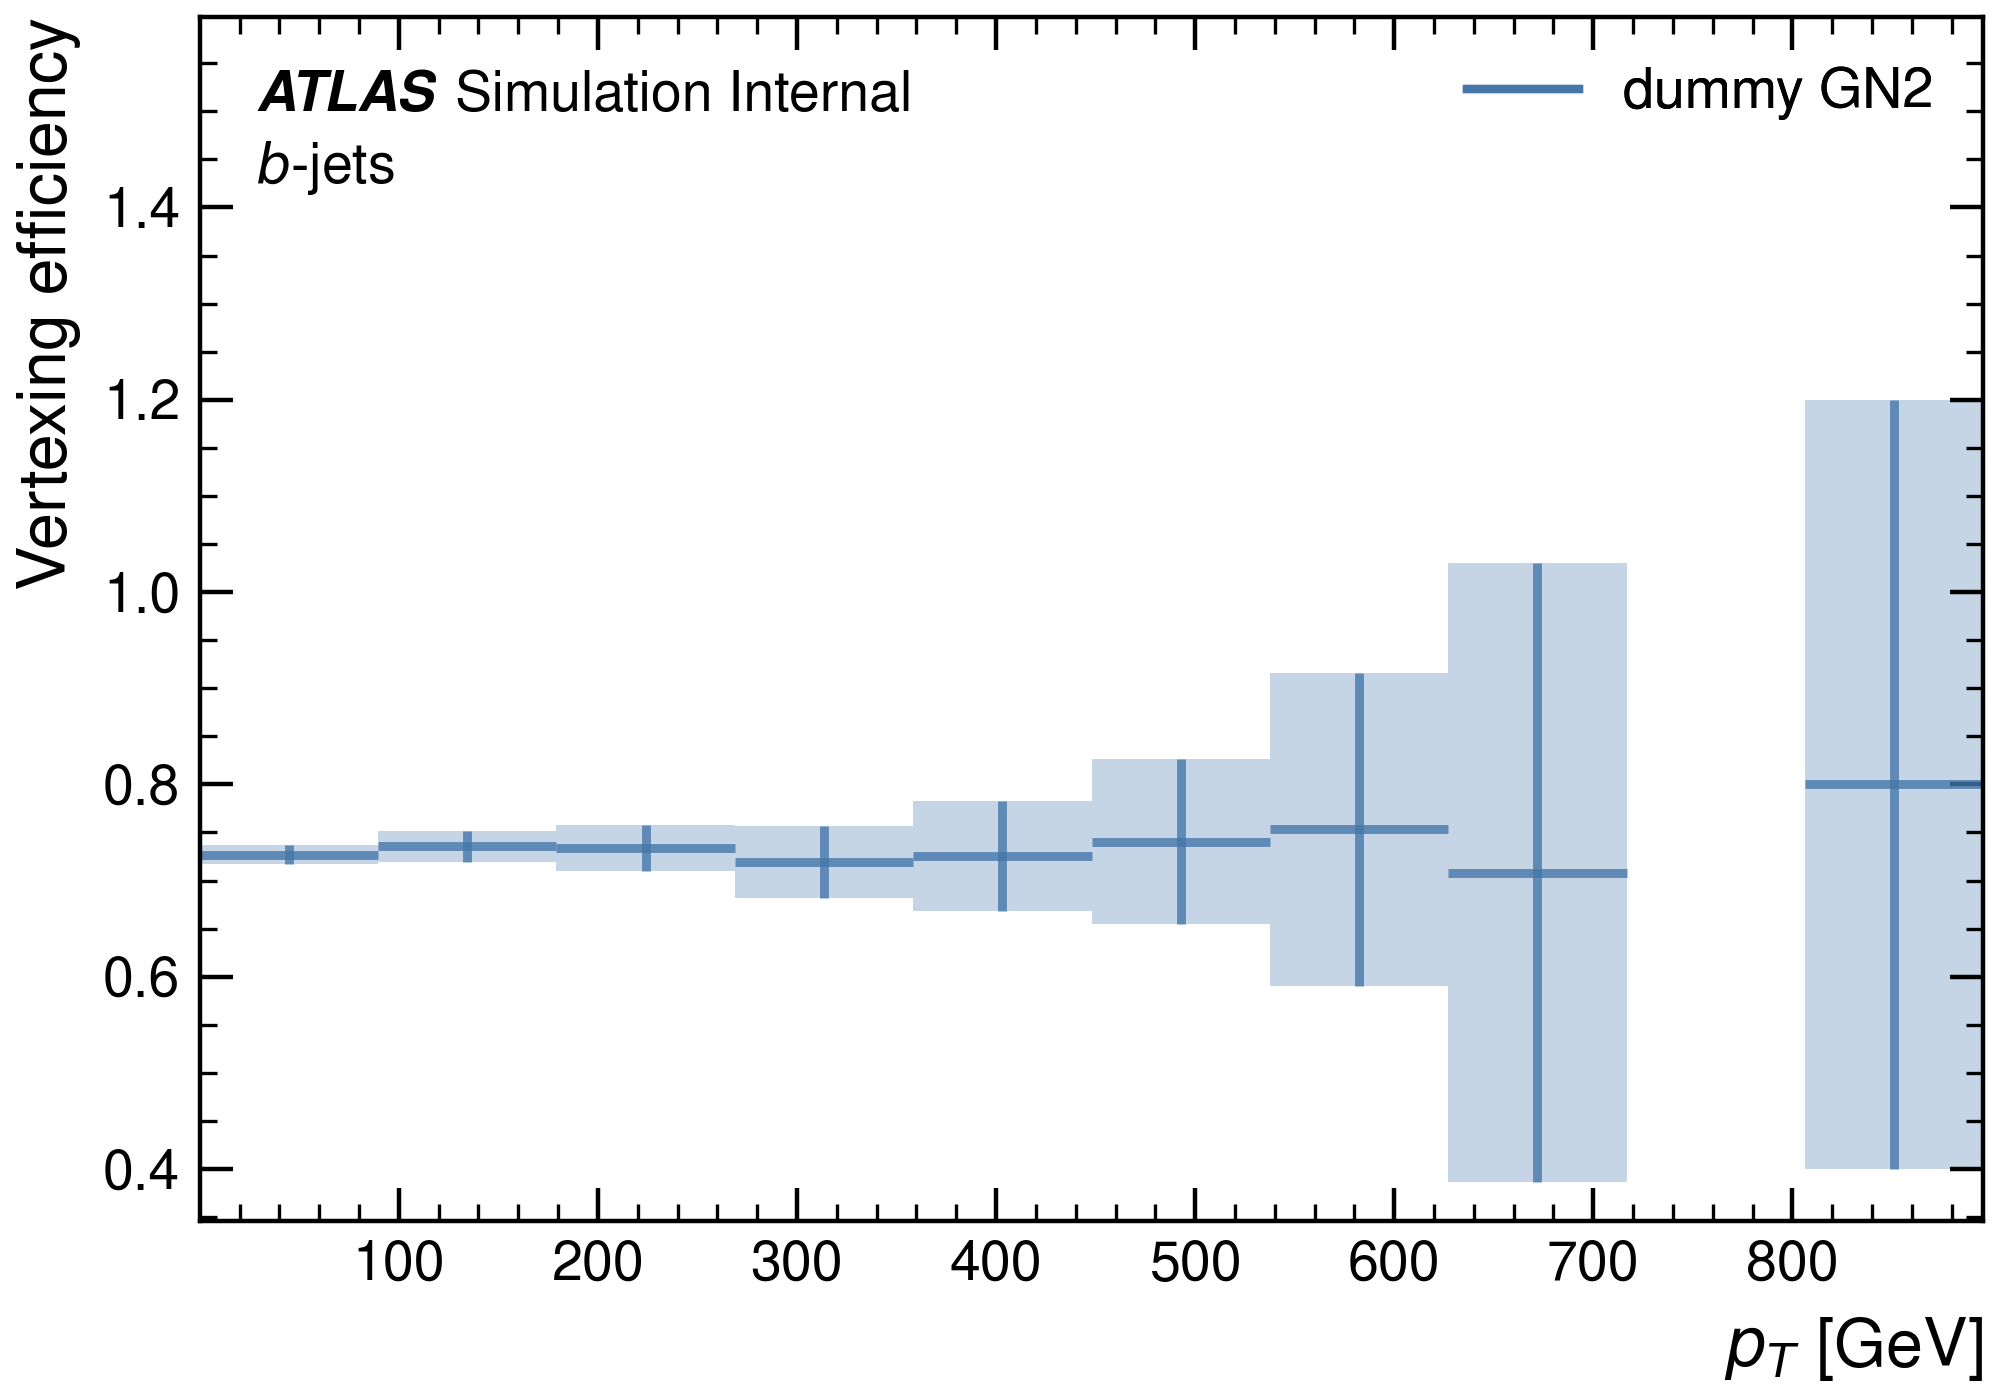 Vertexing efficiency
ATLAS Simulation Internal
b-jets
dummy GN2
1.4
1.2
1.0
0.8
0.6
0.4
100 200 300 400 500 600 700 800
p_T [GeV]